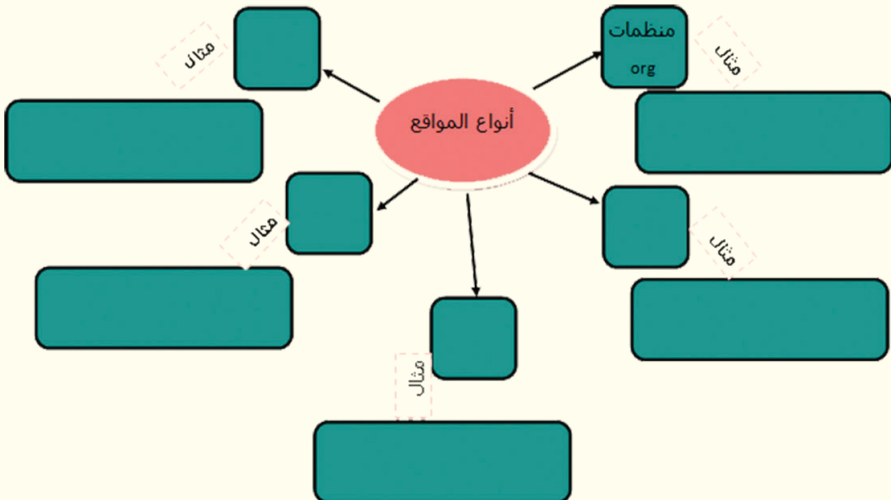 أنواع المواقع
منظمات
org
مثال
مثال
مثال
مثال
مثال